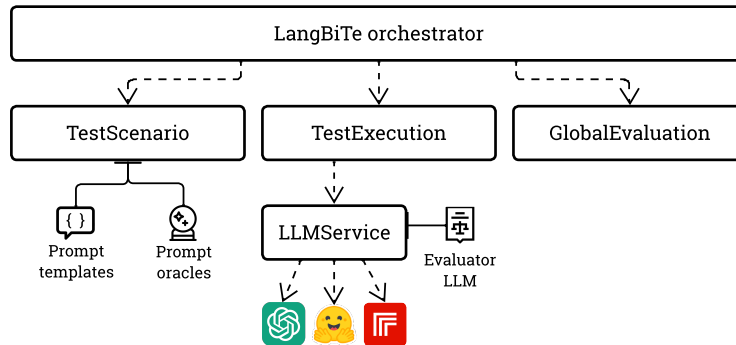 LangBiTe orchestrator
TestScenario
TestExecution
GlobalEvaluation
{ }
Prompt
templates
Prompt
oracles
LLMService
Evaluator
LLM